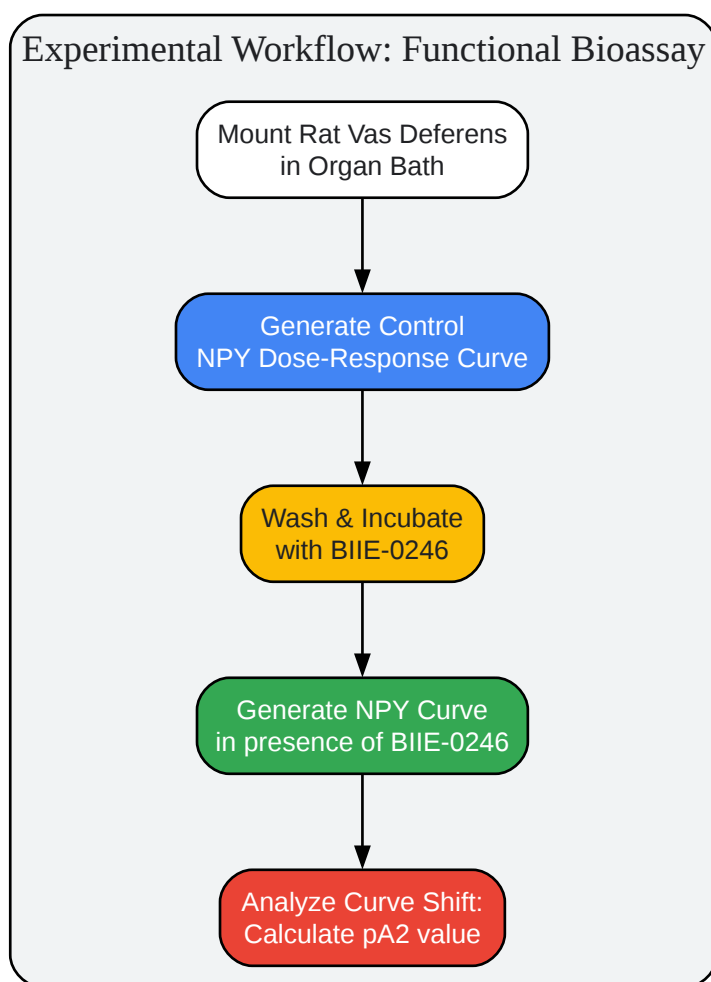 Experimental Workflow: Functional Bioassay
Mount Rat Vas Deferens
in Organ Bath
Generate Control
NPY Dose-Response Curve
Wash & Incubate
with BIIE-0246
Generate NPY Curve
in presence of BIIE-0246
Analyze Curve Shift:
Calculate pA2 value